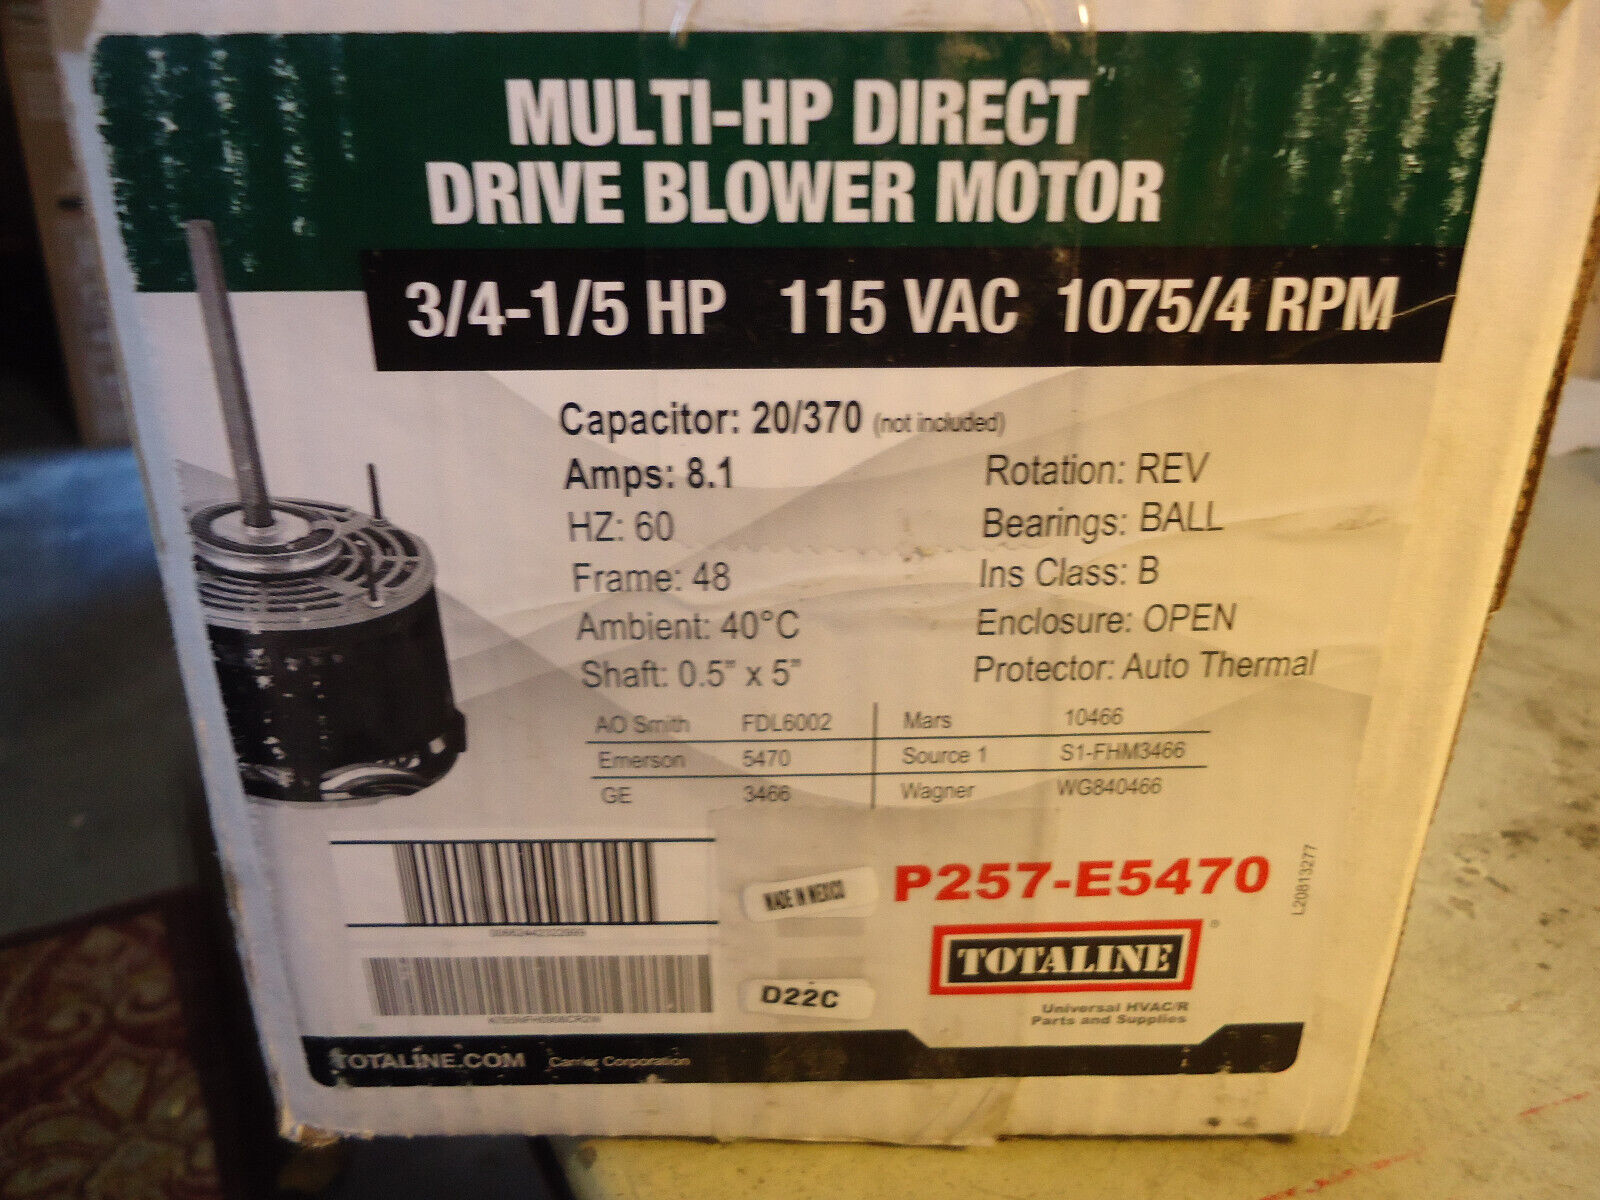 MULTI-HP DIRECT
DRIVE BLOWER MOTOR
3/4-1/5 HP 115 VAC 1075/4 RPM
Capacitor: 20/370 (not included)
Amps: 8.1
HZ: 60
Frame: 48
Ambient: 40°C
Shaft: 0.5" x 5"
Rotation: REV
Bearings: BALL
Ins Class: B
Enclosure: OPEN
Protector: Auto Thermal
AO Smith FDL6002 Mars 10466
Emerson 5470 Source 1 S1-FHM3466
GE 3466 Wagner WG840466
MADE IN MEXICO
P257-E5470
L20813277
TOTALINE®
D22C
Universal HVAC/R
Parts and Supplies
TOTALINE.COM Carrier Corporation